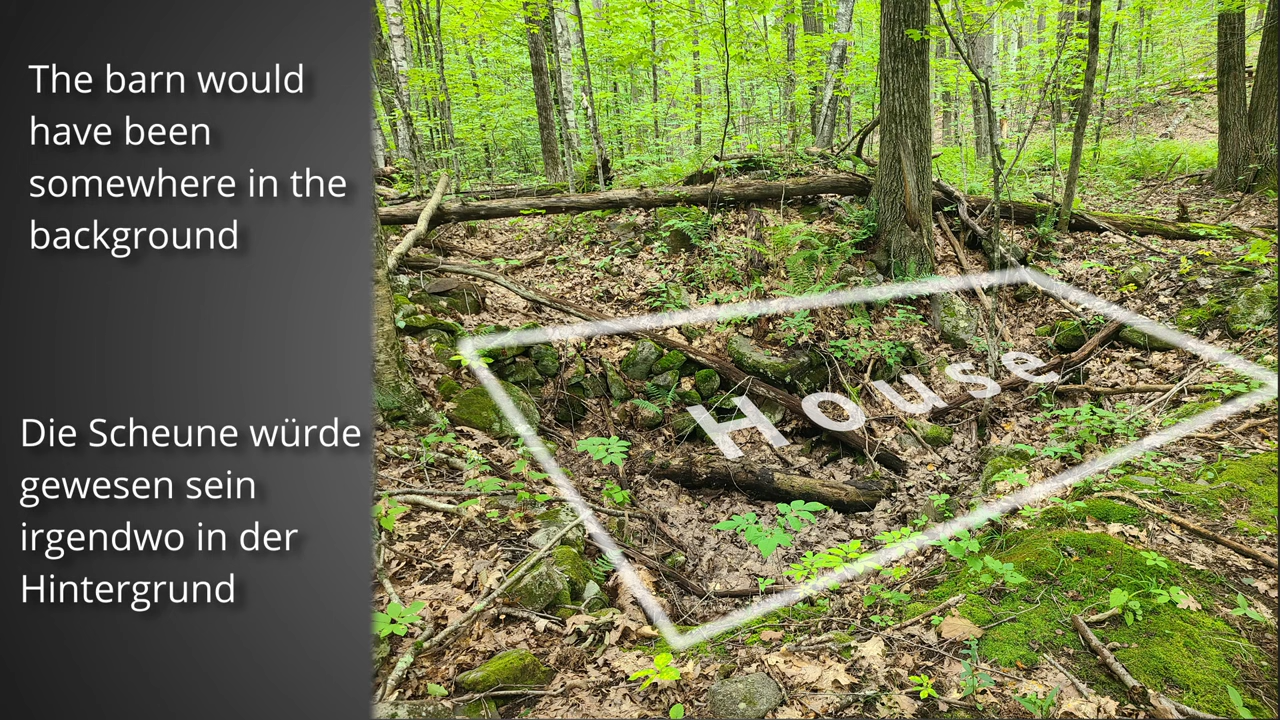 The barn would
have been
somewhere in the
background
Die Scheune würde
gewesen sein
irgendwo in der
Hintergrund
House